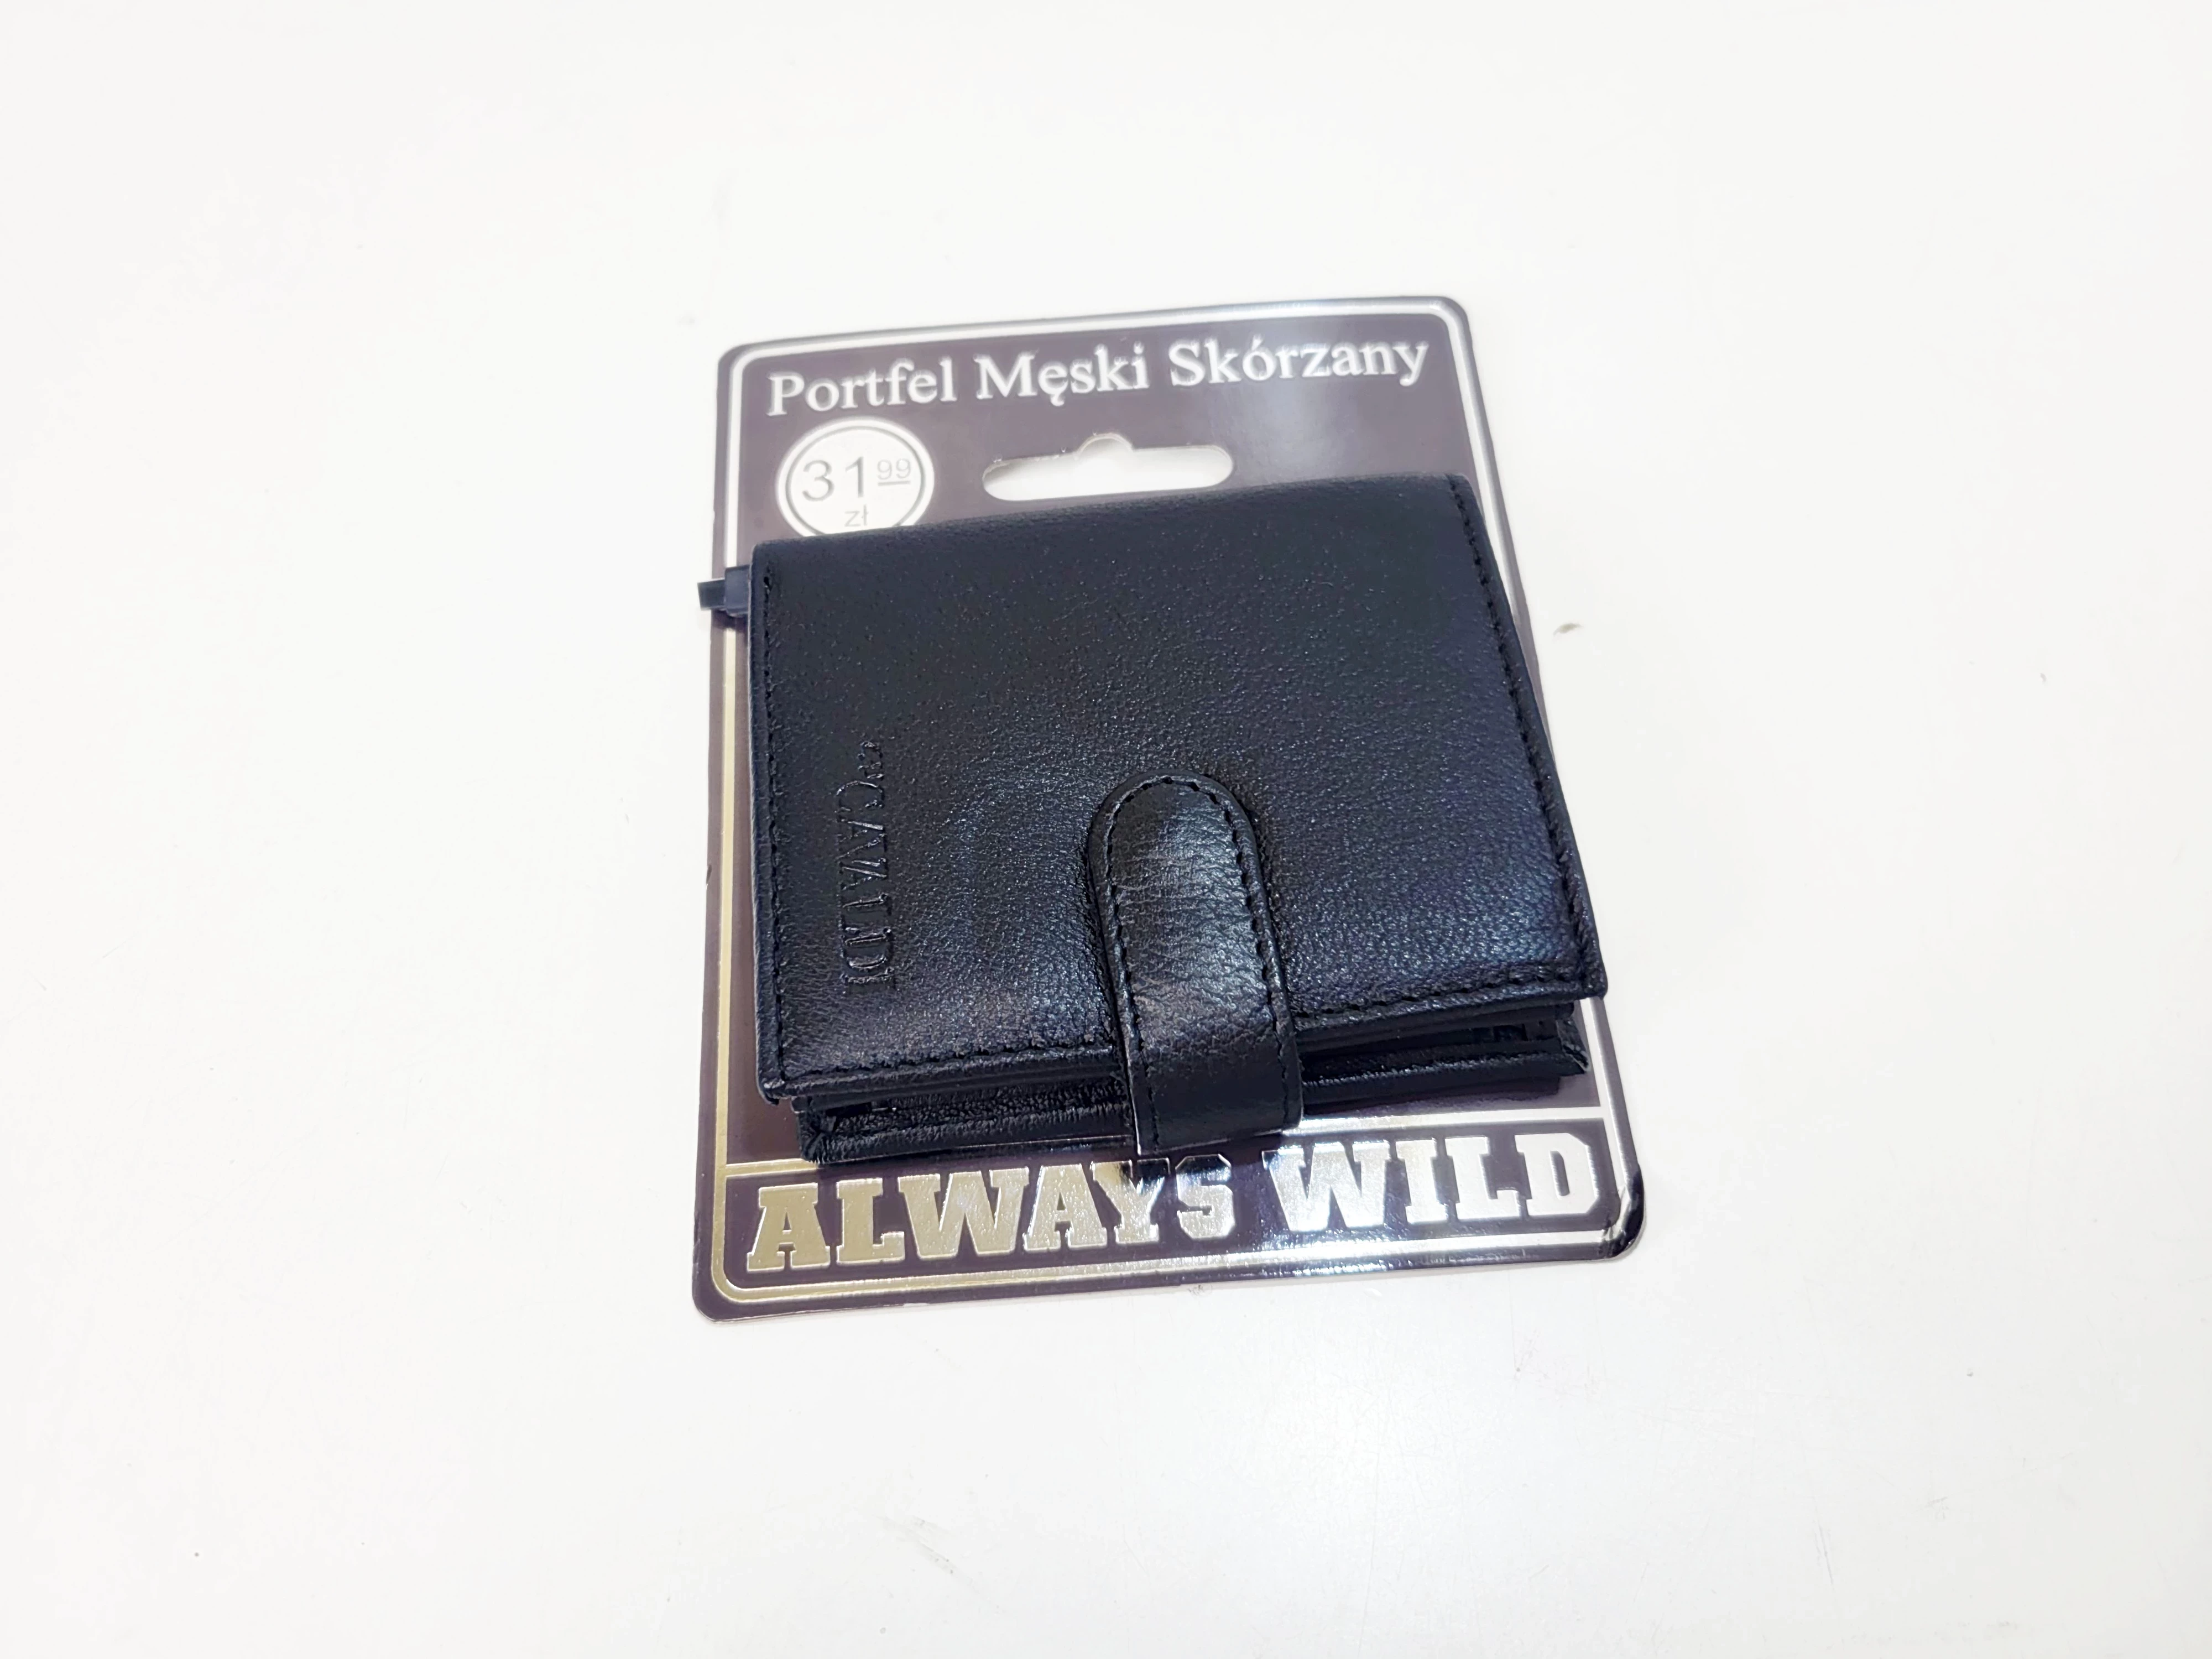 Portfel Męski Skórzany
31 99
zł
CAVALDI
ALWAYS WILD